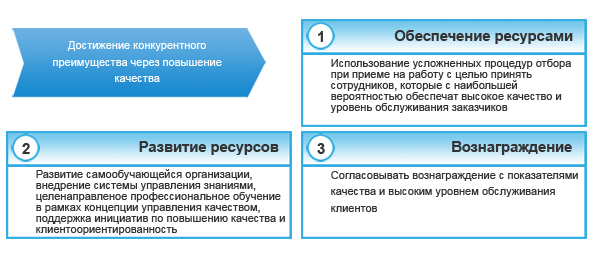 Достижение конкурентного
преимущества через повышение
качества
1 Обеспечение ресурсами
Использование усложненных процедур отбора
при приеме на работу с целью принять
сотрудников, которые с наибольшей
вероятностью обеспечат высокое качество и
уровень обслуживания заказчиков
2 Развитие ресурсов
Развитие самообучающейся организации,
внедрение системы управления знаниями,
целенаправленное профессиональное обучение
в рамках концепции управления качеством,
поддержка инициатив по повышению качества и
клиентоориентированность
3 Вознаграждение
Согласовывать вознаграждение с показателями
качества и высоким уровнем обслуживания
клиентов